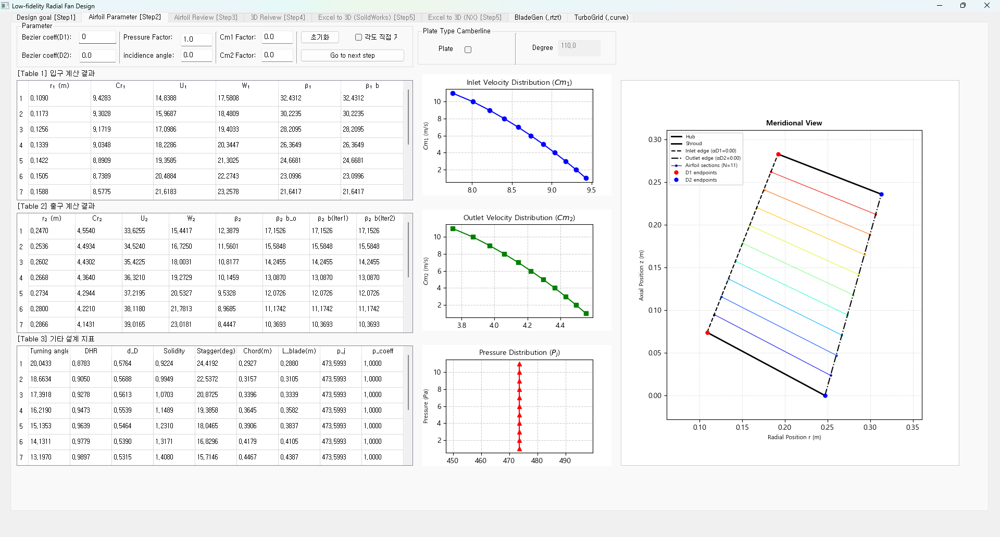 Low-fidelity Radial Fan Design
Design goal [Step1] Airfoil Parameter [Step2] Airfoil Review [Step3] 3D Reivew [Step4] Excel to 3D (SoildWorks) [Step5] Excel to 3D (NX) [Step5] BladeGen (.rtzt) TurboGrid (.curve)
Parameter
Bezier coeff(D1): 0 Pressure Factor: 1.0 Cm1 Factor: 0.0 초기화 각도 직접
Bezier coeff(D2): 0.0 incidience angle: 0.0 Cm2 Factor: 0.0 Go to next step
Plate Type Camberline
Plate Degree 110.0
[Table 1] 입구 계산 결과
r₁ (m) Cr₁ U₁ W₁ β₁ β₁ b
1 0.1090 9.4283 14.8388 17.5808 32.4312 32.4312
2 0.1173 9.3028 15.9687 18.4809 30.2235 30.2235
3 0.1256 9.1719 17.0986 19.4033 28.2095 28.2095
4 0.1339 9.0348 18.2286 20.3447 26.3649 26.3649
5 0.1422 8.8909 19.3585 21.3025 24.6681 24.6681
6 0.1505 8.7389 20.4884 22.2743 23.0996 23.0996
7 0.1588 8.5775 21.6183 23.2578 21.6417 21.6417
[Table 2] 출구 계산 결과
r₂ (m) Cr₂ U₂ W₂ β₂ β₂ b_o β₂ b(Iter1) β₂ b(Iter2)
1 0.2470 4.5540 33.6255 15.4417 12.3879 17.1526 17.1526 17.1526
2 0.2536 4.4934 34.5240 16.7250 11.5601 15.5848 15.5848 15.5848
3 0.2602 4.4302 35.4225 18.0031 10.8177 14.2455 14.2455 14.2455
4 0.2668 4.3640 36.3210 19.2729 10.1459 13.0870 13.0870 13.0870
5 0.2734 4.2944 37.2195 20.5327 9.5328 12.0726 12.0726 12.0726
6 0.2800 4.2210 38.1180 21.7813 8.9685 11.1742 11.1742 11.1742
7 0.2866 4.1431 39.0165 23.0181 8.4447 10.3693 10.3693 10.3693
[Table 3] 기타 설계 지표
Turning angle DHR d_D Solidity Stagger(deg) Chord(m) L_blade(m) p_j p_coeff
1 20.0433 0.8783 0.5764 0.9224 24.4192 0.2927 0.2880 473.5993 1.0000
2 18.6634 0.9050 0.5688 0.9949 22.5372 0.3157 0.3105 473.5993 1.0000
3 17.3918 0.9278 0.5613 1.0703 20.8725 0.3396 0.3339 473.5993 1.0000
4 16.2190 0.9473 0.5539 1.1489 19.3858 0.3645 0.3582 473.5993 1.0000
5 15.1353 0.9639 0.5464 1.2310 18.0465 0.3906 0.3837 473.5993 1.0000
6 14.1311 0.9779 0.5390 1.3171 16.8296 0.4179 0.4105 473.5993 1.0000
7 13.1970 0.9897 0.5315 1.4080 15.7146 0.4467 0.4387 473.5993 1.0000
Inlet Velocity Distribution (Cm₁)
Cm₁ (m/s)
10
8
6
4
2
8.0 8.5 9.0 9.5
Outlet Velocity Distribution (Cm₂)
Cm₂ (m/s)
10
8
6
4
2
3.8 4.0 4.2 4.4
Pressure Distribution (Pⱼ)
Pressure (Pa)
10
8
6
4
2
450 460 470 480 490
Meridional View
Hub
Shroud
Inlet edge (αD1=0.00)
Outlet edge (αD2=0.00)
Airfoil sections (N=11)
D1 endpoints
D2 endpoints
Axial Position z (m)
0.30
0.25
0.20
0.15
0.10
0.05
0.00
0.10 0.15 0.20 0.25 0.30 0.35
Radial Position r (m)